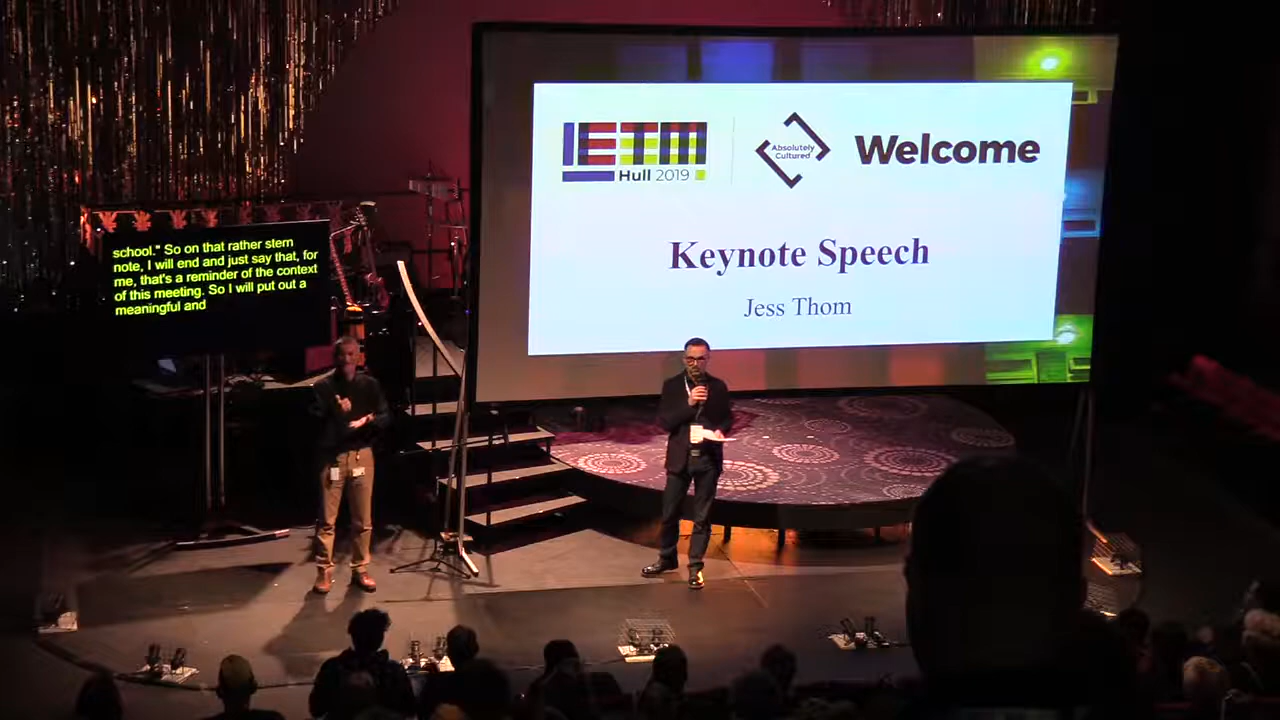 IETM
Hull 2019
Absolutely
Cultured
Welcome
Keynote Speech
Jess Thom
school." So on that rather stern
note, I will end and just say that, for
me, that's a reminder of the context
of this meeting. So I will put out a
meaningful and